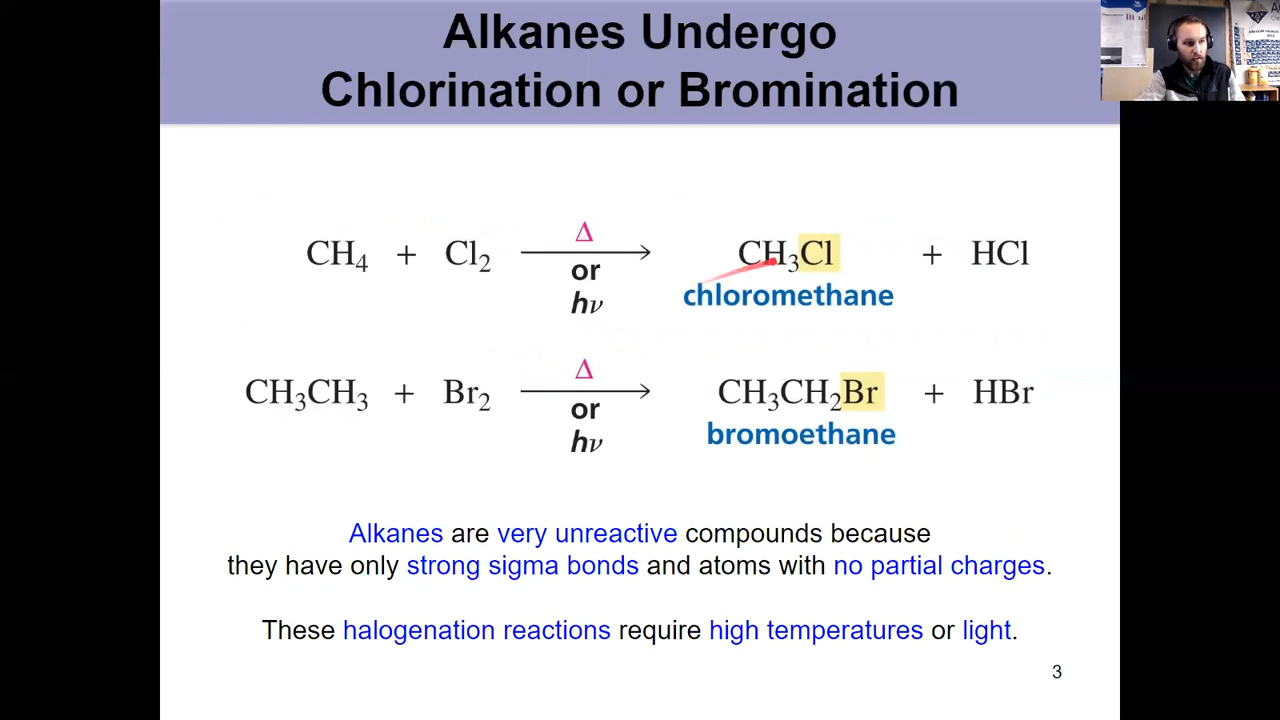 Alkanes Undergo
Chlorination or Bromination
CH₄ + Cl₂ Δ or hν CH₃Cl + HCl
chloromethane
CH₃CH₃ + Br₂ Δ or hν CH₃CH₂Br + HBr
bromoethane
Alkanes are very unreactive compounds because
they have only strong sigma bonds and atoms with no partial charges.
These halogenation reactions require high temperatures or light.
3